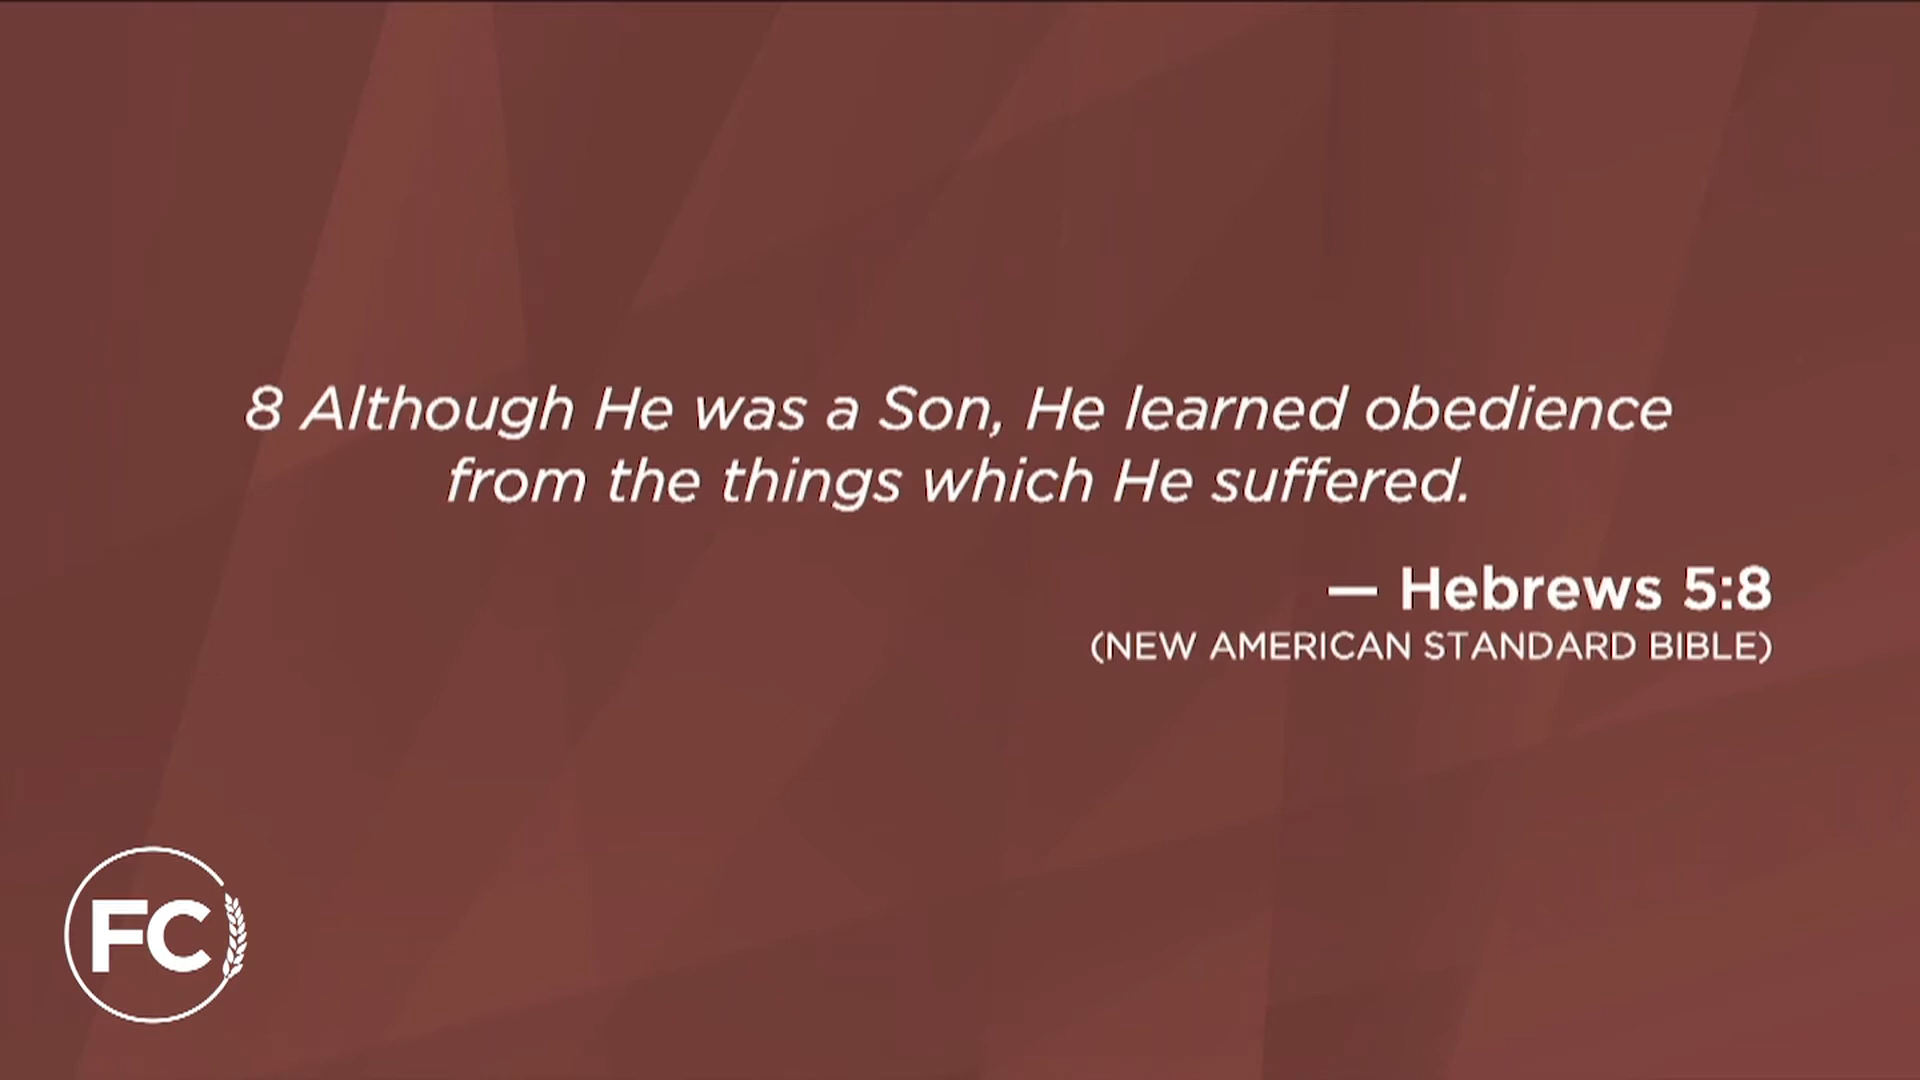 8 Although He was a Son, He learned obedience
from the things which He suffered.
— Hebrews 5:8
(NEW AMERICAN STANDARD BIBLE)
FC